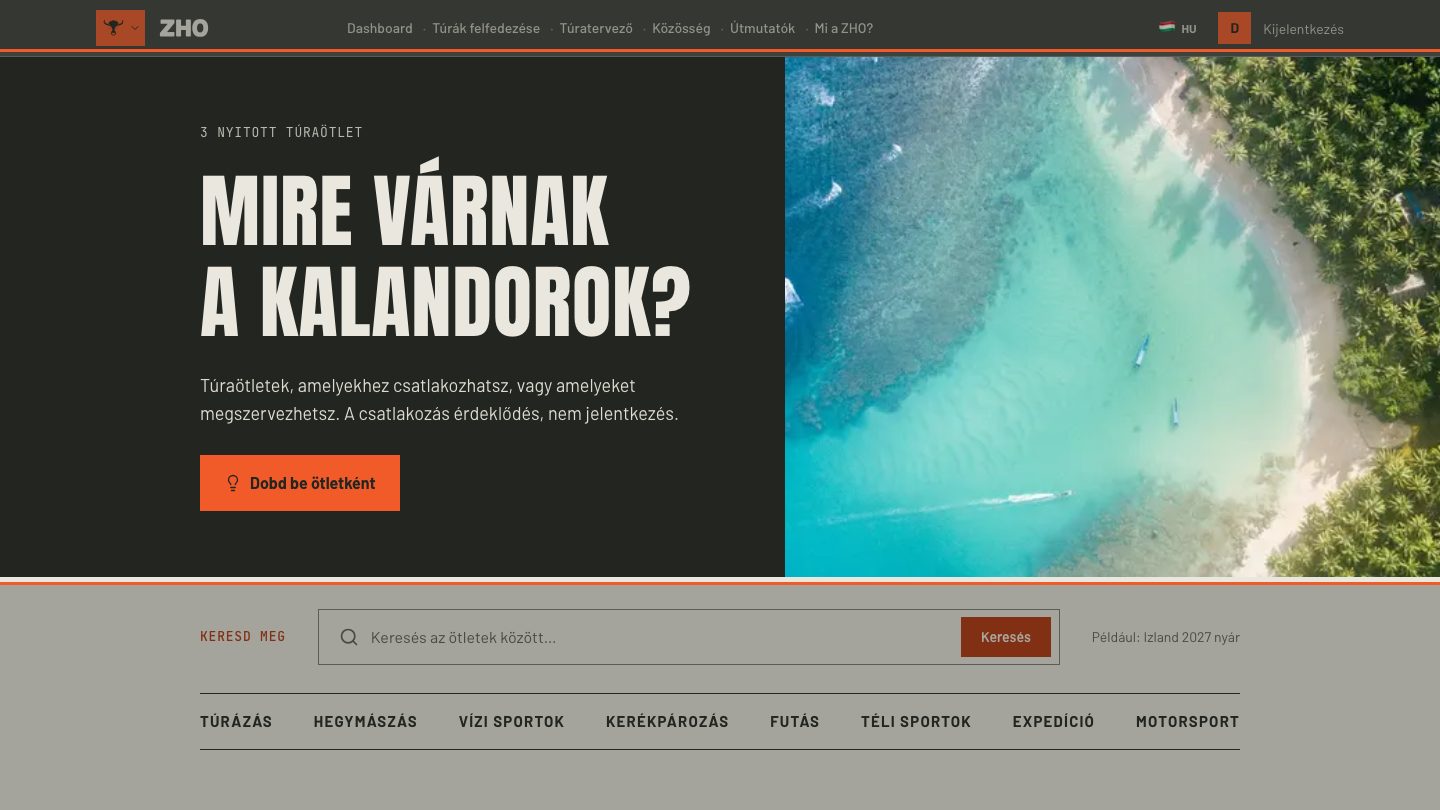 ZHO
Dashboard · Túrák felfedezése · Túratervező · Közösség · Útmutatók · Mi a ZHO?
HU
D
Kijelentkezés
3 NYITOTT TÚRAÖTLET
MIRE VÁRNAK
A KALANDOROK?
Túraötletek, amelyekhez csatlakozhatsz, vagy amelyeket
megszervezhetsz. A csatlakozás érdeklődés, nem jelentkezés.
Dobd be ötletként
KERESD MEG
Keresés az ötletek között...
Keresés
Például: Izland 2027 nyár
TÚRÁZÁS HEGYMÁSZÁS VÍZI SPORTOK KERÉKPÁROZÁS FUTÁS TÉLI SPORTOK EXPEDÍCIÓ MOTORSPORT